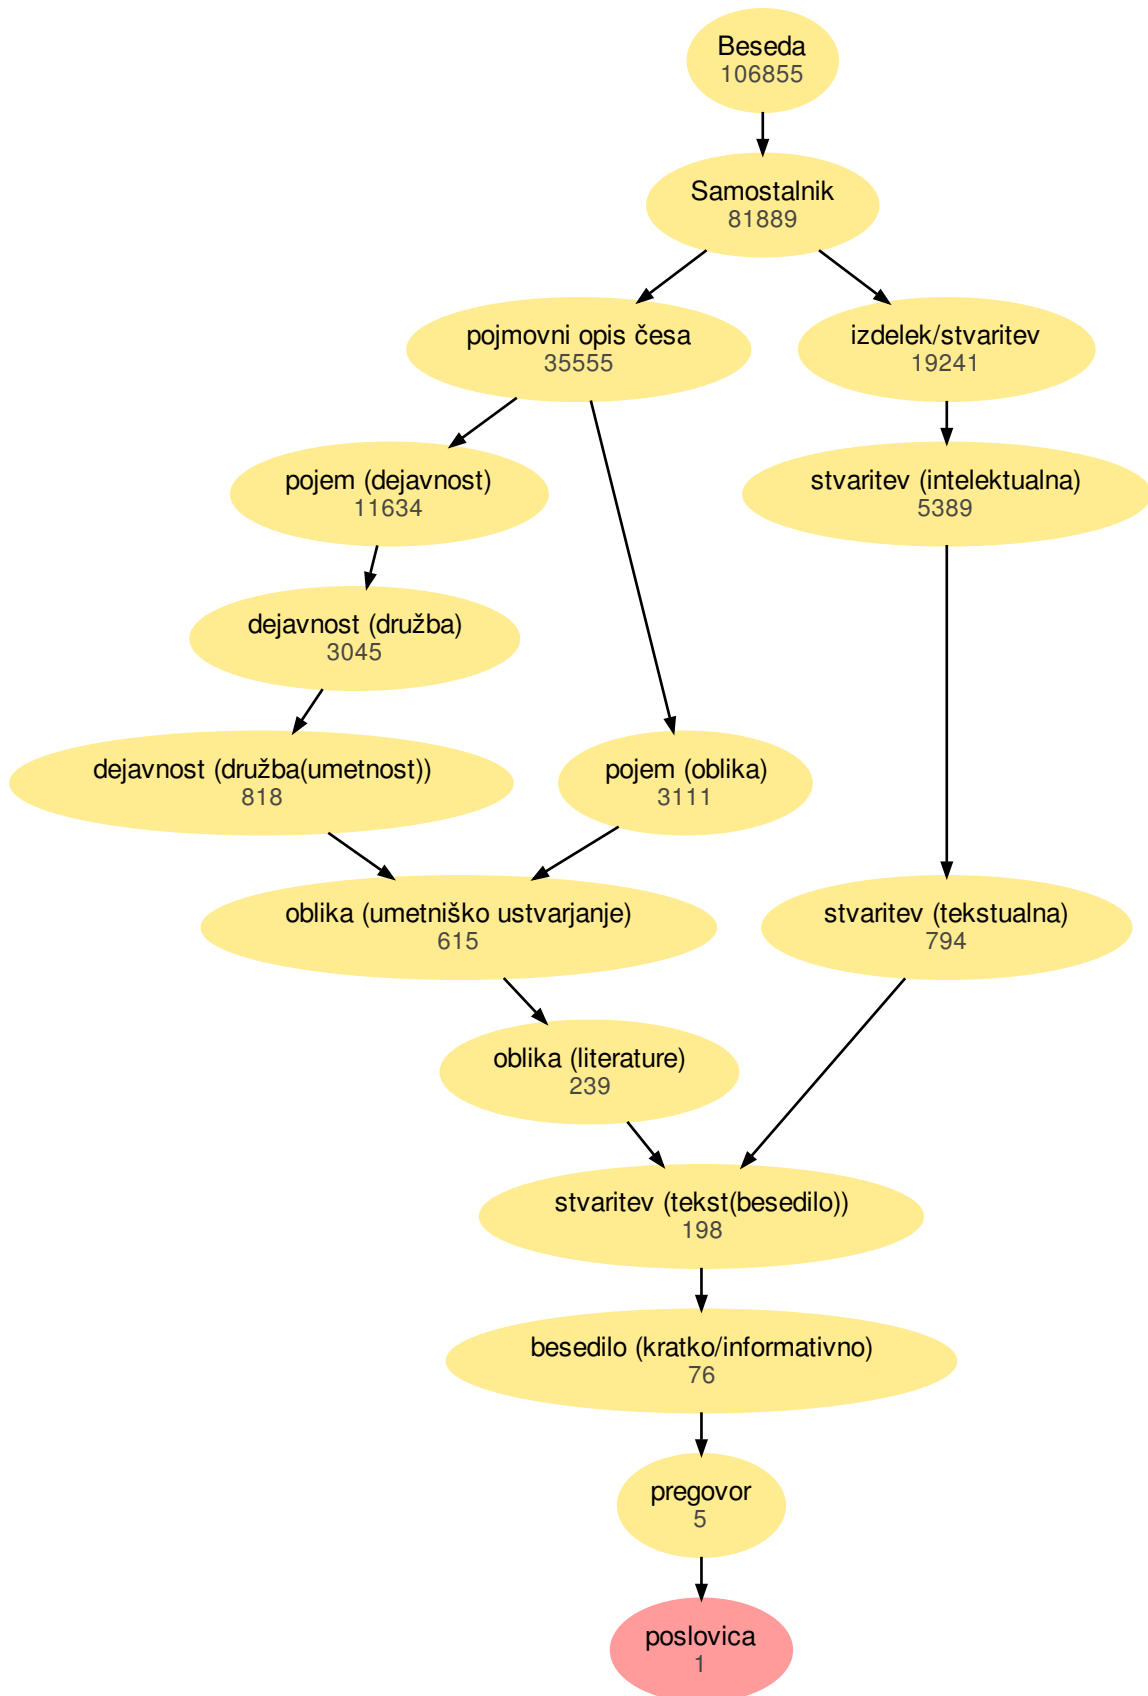 Beseda
106855
Samostalnik
81889
pojmovni opis česa
35555
izdelek/stvaritev
19241
pojem (dejavnost)
11634
stvaritev (intelektualna)
5389
dejavnost (družba)
3045
dejavnost (družba(umetnost))
818
pojem (oblika)
3111
oblika (umetniško ustvarjanje)
615
stvaritev (tekstualna)
794
oblika (literature)
239
stvaritev (tekst(besedilo))
198
besedilo (kratko/informativno)
76
pregovor
5
poslovica
1